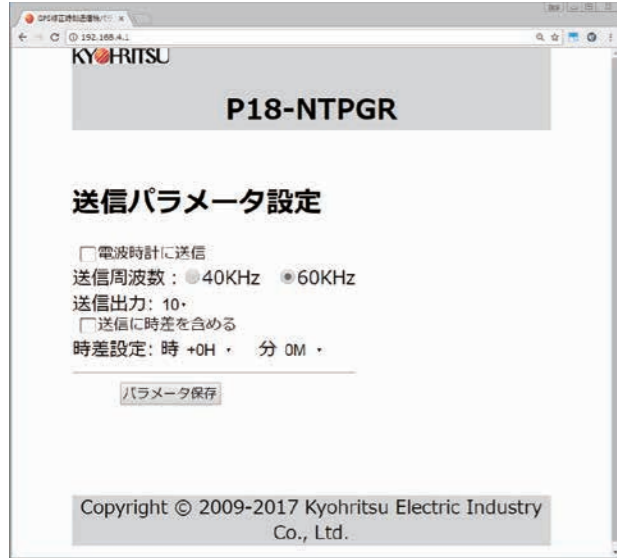 192.168.4.1
KYOHRITSU
P18-NTPGR
送信パラメータ設定
電波時計に送信
送信周波数： 40KHz 60KHz
送信出力: 10
送信に時差を含める
時差設定: 時 +0H 分 0M
パラメータ保存
Copyright © 2009-2017 Kyohritsu Electric Industry
Co., Ltd.